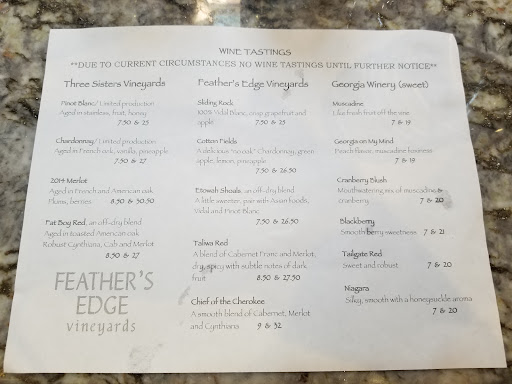 WINE TASTINGS
**DUE TO CURRENT CIRCUMSTANCES NO WINE TASTINGS UNTIL FURTHER NOTICE**
Three Sisters Vineyards
Pinot Blanc/ Limited production
Aged in stainless, fruit, honey
7.50 & 25
Chardonnay/ Limited production
Aged in French oak, vanilla, pineapple
7.50 & 27
2014 Merlot
Aged in French and American oak
Plums, berries 8.50 & 30.50
Fat Boy Red, an off-dry blend
Aged in toasted American oak
Robust Cynthiana, Cab and Merlot
8.50 & 27
FEATHER'S
EDGE
vineyards
Feather's Edge Vineyards
Sliding Rock
100% Vidal Blanc, crisp grapefruit and
apple 7.50 & 25
Cotton Fields
A delicious "no oak" Chardonnay, green
apple, lemon, pineapple
7.50 & 26.50
Etowah Shoals, an off-dry blend
A little sweeter, pair with Asian foods,
Vidal and Pinot Blanc
7.50 & 26.50
Talwa Red
A blend of Cabernet Franc and Merlot,
dry, spicy with subtle notes of dark
fruit 8.50 & 27.50
Chief of the Cherokee
A smooth blend of Cabernet, Merlot
and Cynthiana 9 & 32
Georgia Winery (sweet)
Muscadine
Like fresh fruit off the vine
7 & 19
Georgia on My Mind
Peach flavor, muscadine heaviness
7 & 19
Cranberry Blush
Mouthwatering mix of muscadine &
cranberry 7 & 20
Blackberry
Smooth berry sweetness 7 & 21
Tailgate Red
Sweet and robust 7 & 20
Niagara
Silky, smooth with a honeysuckle aroma
7 & 20